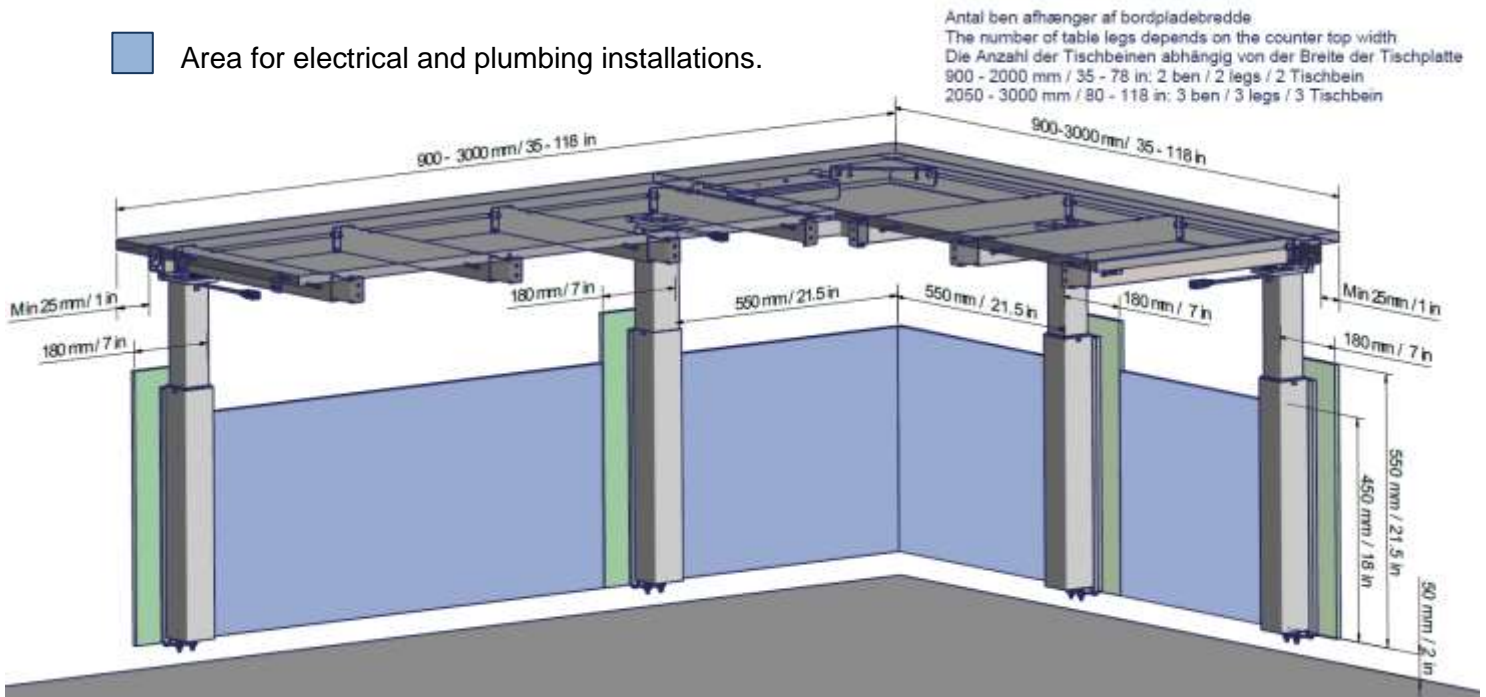 Area for electrical and plumbing installations.
Antal ben afhænger af bordpladebredde
The number of table legs depends on the counter top width
Die Anzahl der Tischbeinen abhängig von der Breite der Tischplatte
900 - 2000 mm / 35 - 78 in: 2 ben / 2 legs / 2 Tischbein
2050 - 3000 mm / 80 - 118 in: 3 ben / 3 legs / 3 Tischbein
900 - 3000 mm / 35 - 118 in
900-3000 mm/ 35 - 118 in
Min 25 mm / 1 in
180 mm/ 7 in
180 mm/ 7 in
550 mm/ 21.5 in
550 mm / 21.5 in
180 mm / 7 in
Min 25mm / 1 in
180 mm / 7 in
550 mm / 21.5 in
450 mm / 18 in
50 mm / 2 in